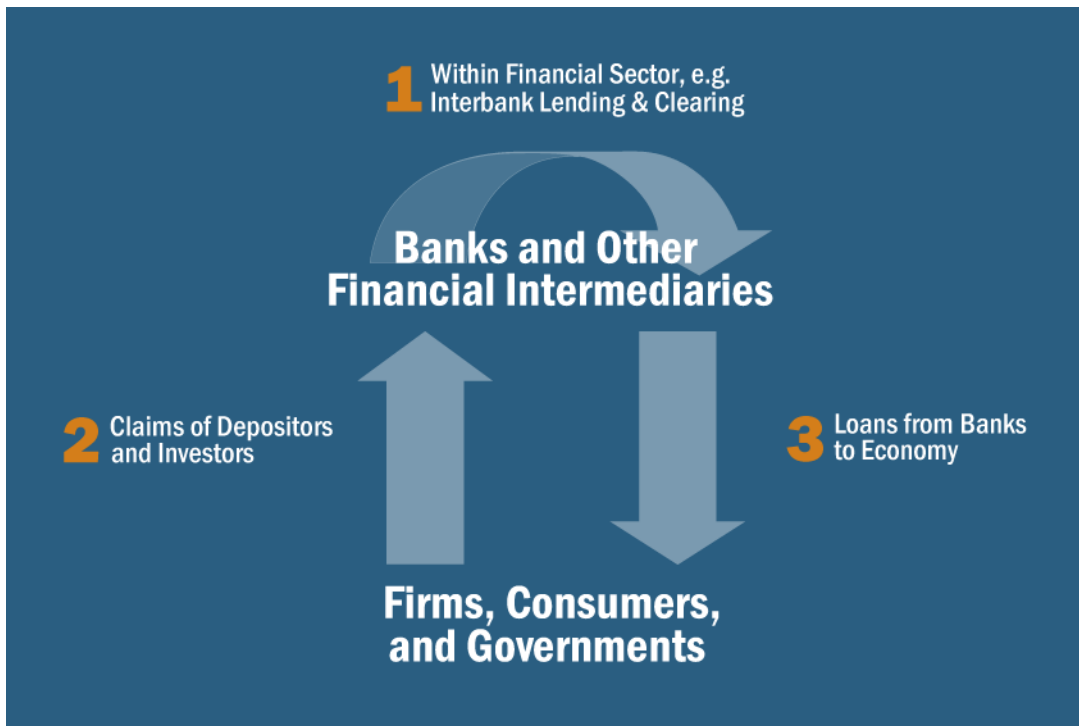 1 Within Financial Sector, e.g.
Interbank Lending & Clearing
Banks and Other
Financial Intermediaries
2 Claims of Depositors
and Investors
3 Loans from Banks
to Economy
Firms, Consumers,
and Governments